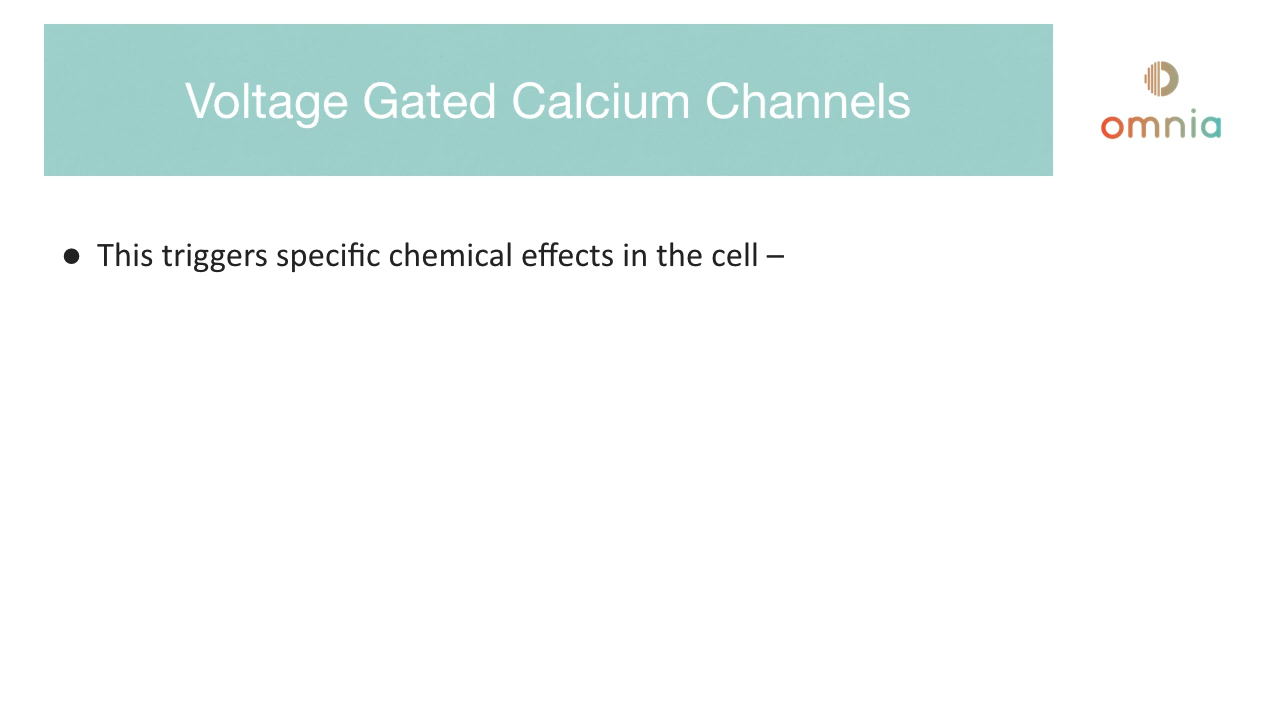 Voltage Gated Calcium Channels
omnia
● This triggers specific chemical effects in the cell –